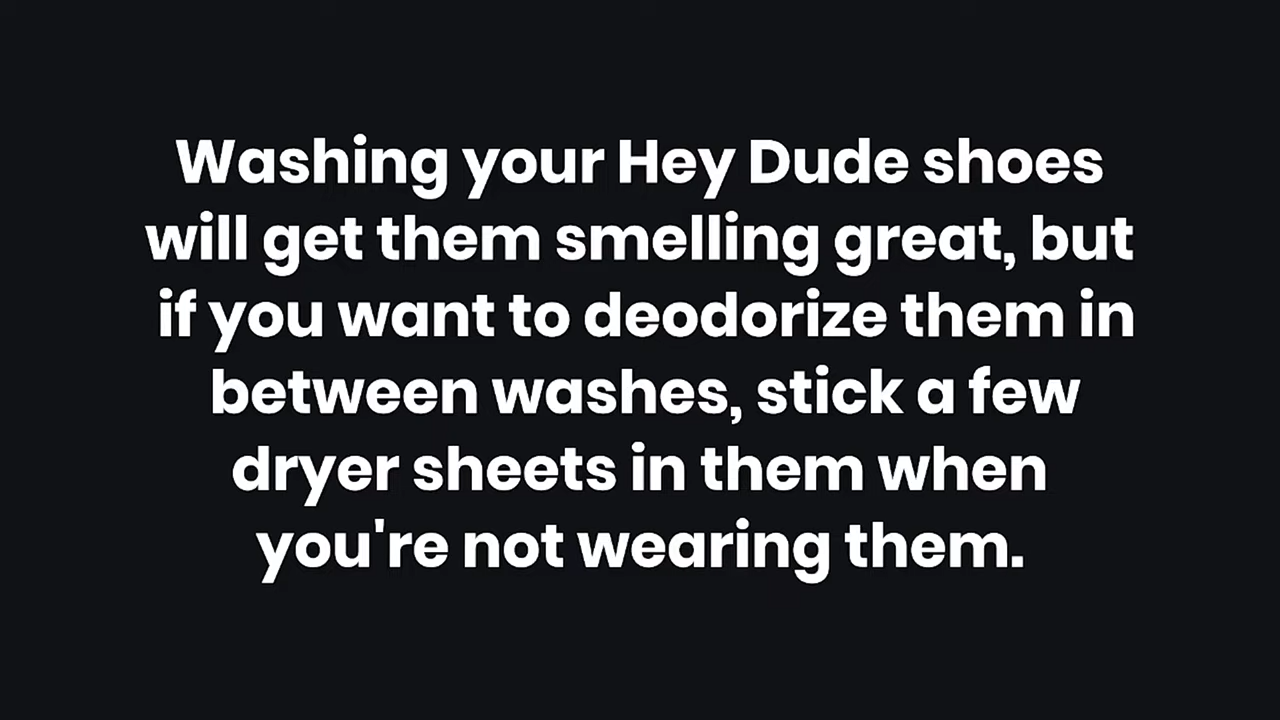 Washing your Hey Dude shoes
will get them smelling great, but
if you want to deodorize them in
between washes, stick a few
dryer sheets in them when
you're not wearing them.